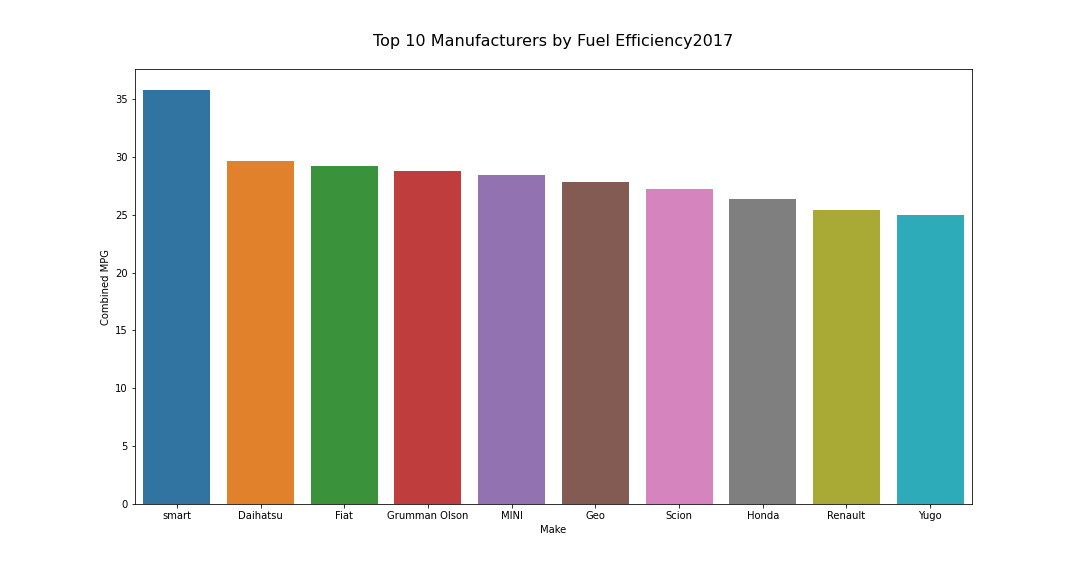 Top 10 Manufacturers by Fuel Efficiency2017
Combined MPG
35
30
25
20
15
10
5
0
smart Daihatsu Fiat Grumman Olson MINI Geo Scion Honda Renault Yugo
Make